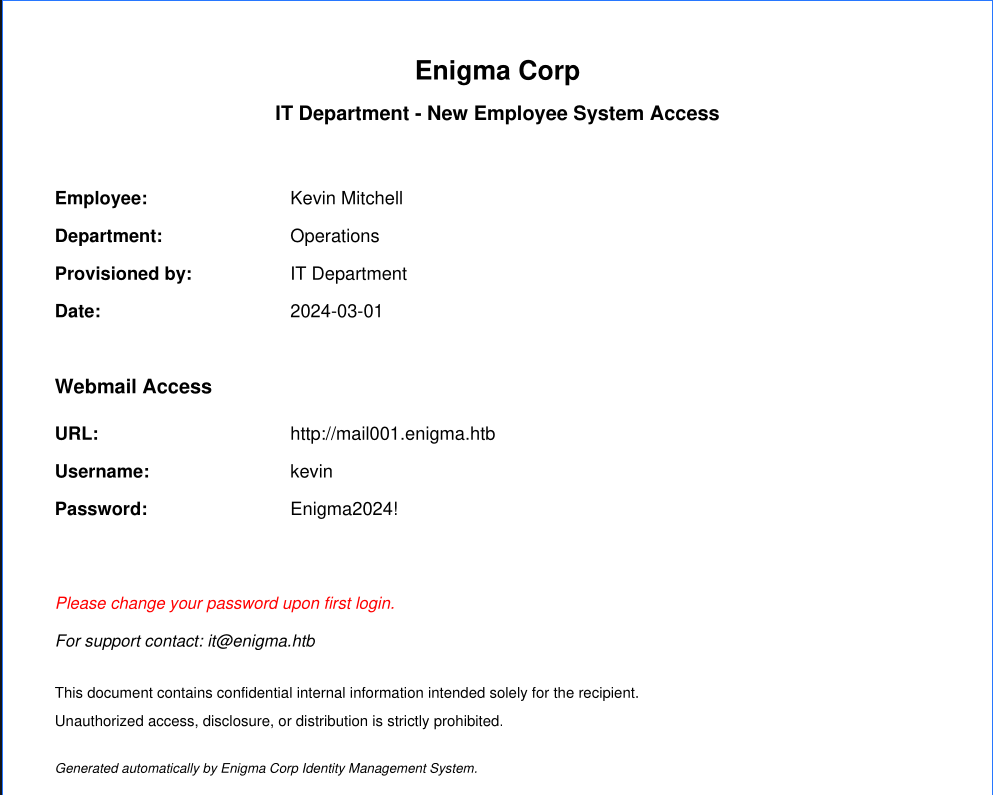 Enigma Corp
IT Department - New Employee System Access
Employee: Kevin Mitchell
Department: Operations
Provisioned by: IT Department
Date: 2024-03-01
Webmail Access
URL: http://mail001.enigma.htb
Username: kevin
Password: Enigma2024!
Please change your password upon first login.
For support contact: it@enigma.htb
This document contains confidential internal information intended solely for the recipient.
Unauthorized access, disclosure, or distribution is strictly prohibited.
Generated automatically by Enigma Corp Identity Management System.